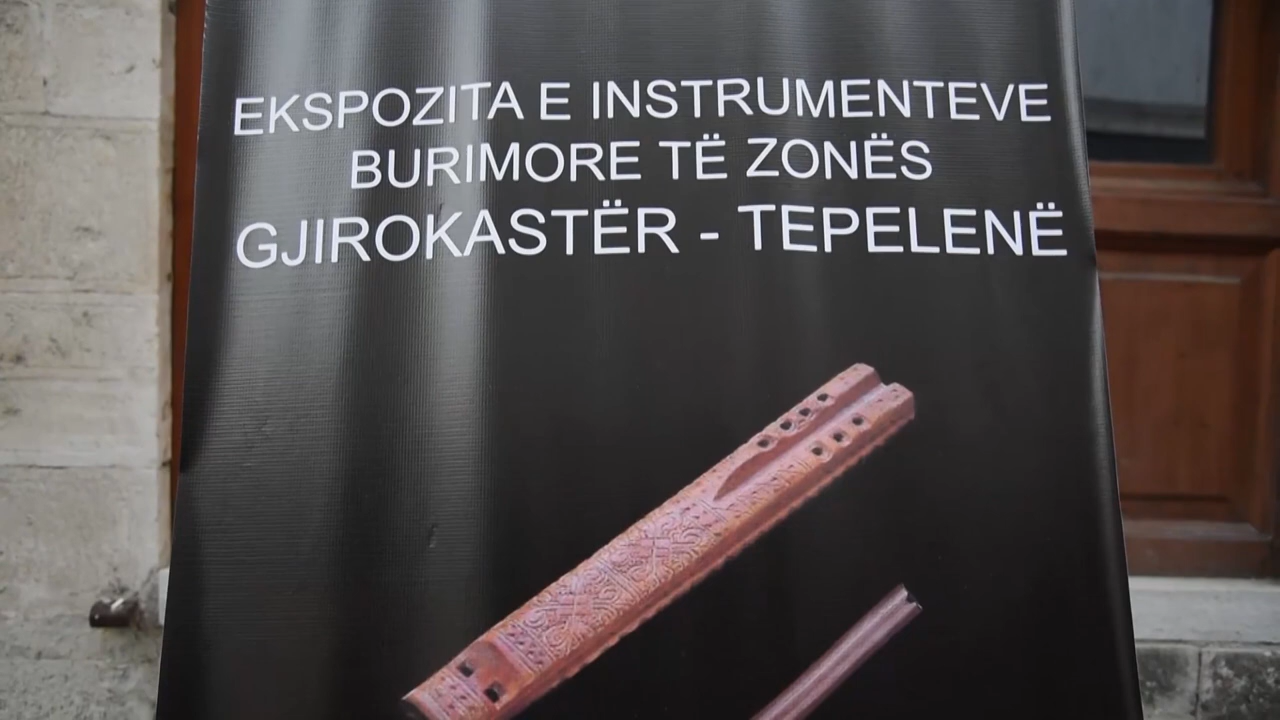 EKSPOZITA E INSTRUMENTEVE
BURIMORE TË ZONËS
GJIROKASTËR - TEPELENË